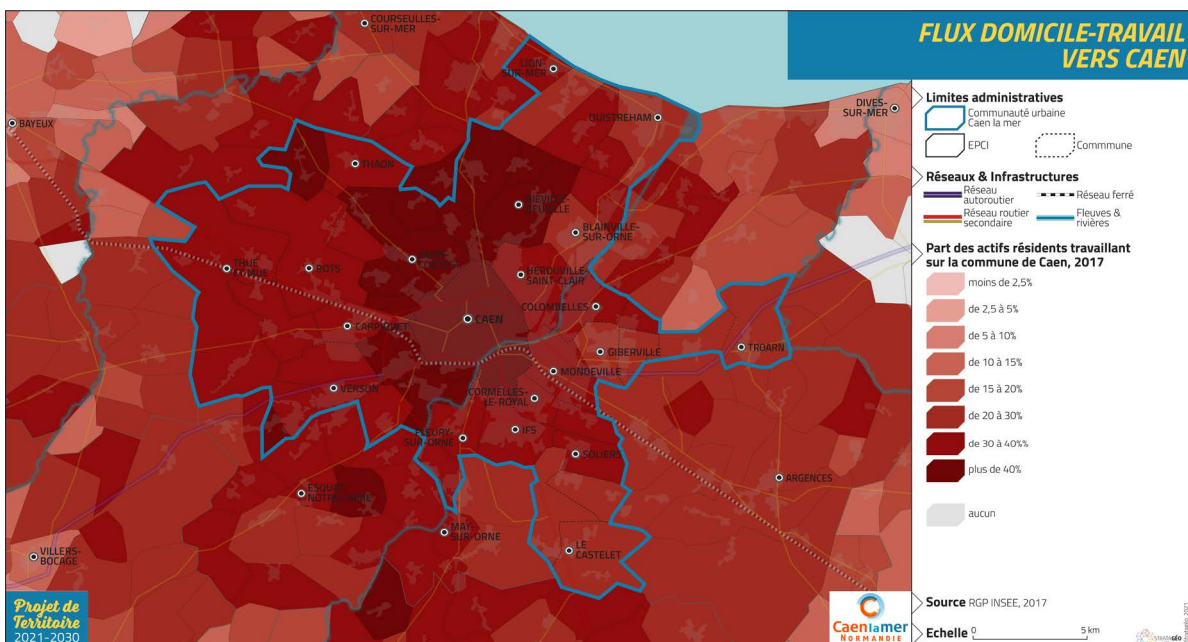 FLUX DOMICILE-TRAVAIL
VERS CAEN
Limites administratives
Communauté urbaine
Caen la mer
EPCI
Commmune
Réseaux & Infrastructures
Réseau
autoroutier
Réseau ferré
Réseau routier
secondaire
Fleuves &
rivières
Part des actifs résidents travaillant
sur la commune de Caen, 2017
moins de 2,5%
de 2,5 à 5%
de 5 à 10%
de 10 à 15%
de 15 à 20%
de 20 à 30%
de 30 à 40%%
plus de 40%
aucun
Source RGP INSEE, 2017
Echelle
0
5 km
COURSEULLES-
SUR-MER
LION-
SUR-MER
BAYEUX
OUISTREHAM
DIVES-
SUR-MER
THAON
BLAINVILLE-
SUR-ORNE
THUE
ET MUE
ROTS
HÉROUVILLE-
SAINT-CLAIR
COLOMBELLES
CAEN
CARPIQUET
GIBERVILLE
TROARN
MONDEVILLE
VERSON
CORMELLES-
LE-ROYAL
FLEURY-
SUR-ORNE
IFS
SOLIERS
ARGENCES
ESQUAY-
NOTRE-DAME
MAY-
SUR-ORNE
LE
CASTELET
VILLERS-
BOCAGE
Projet de
Territoire
2021-2030
Caen la mer
NORMANDIE